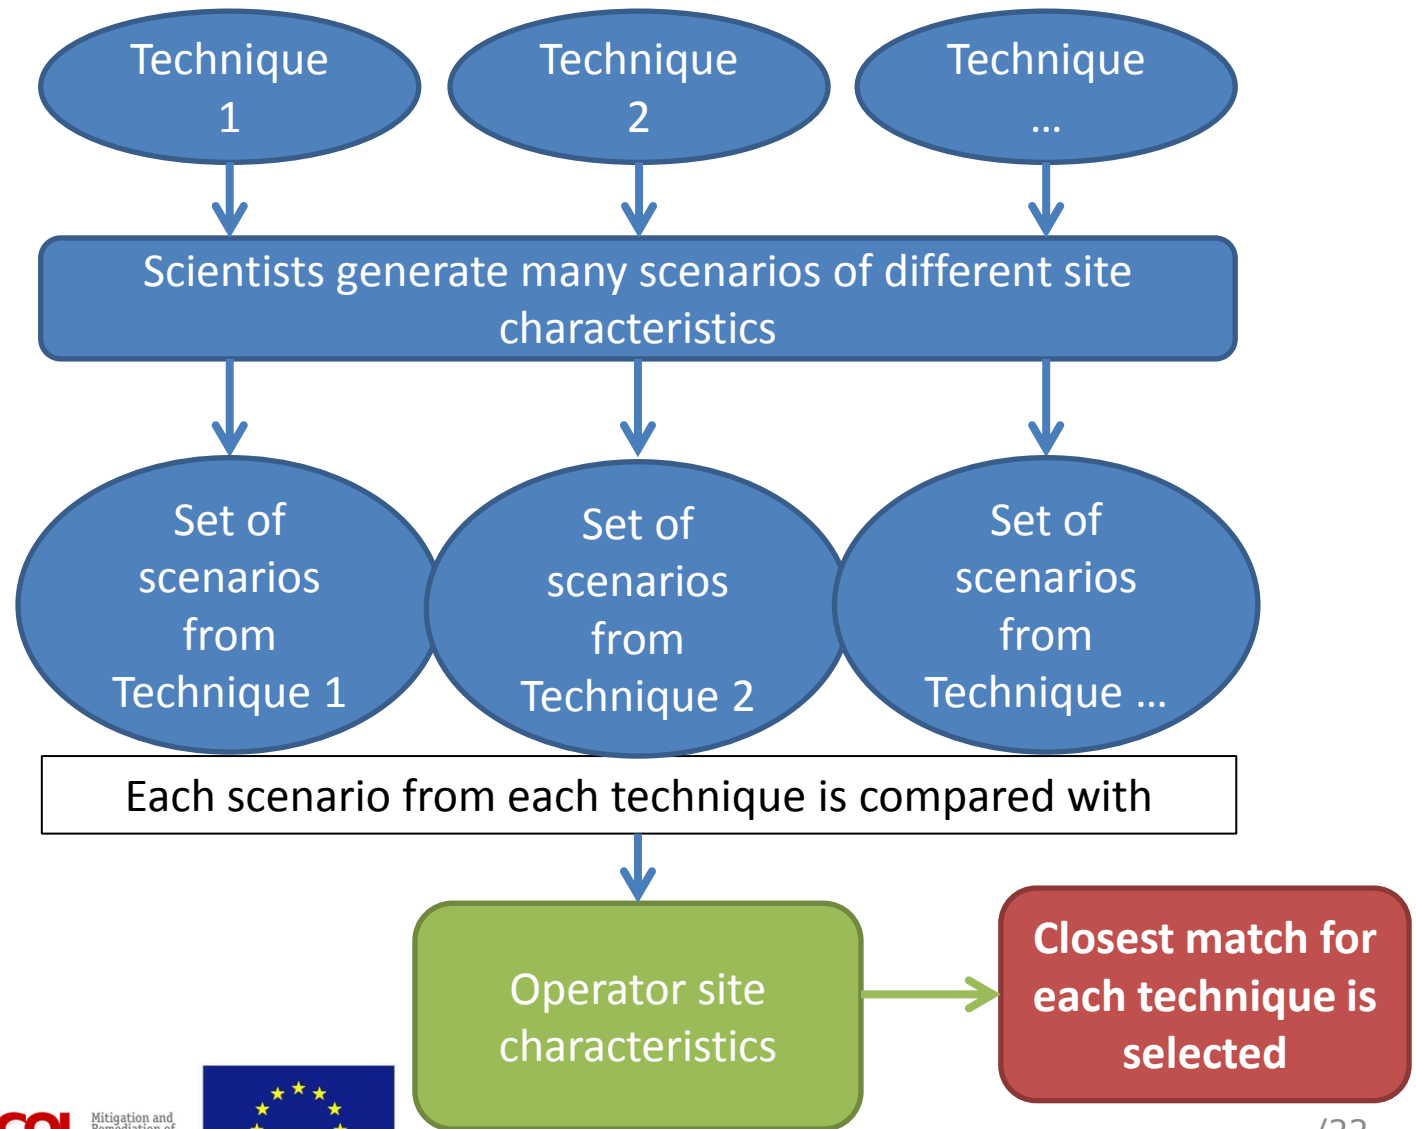 Technique
1
Technique
2
Technique
...
Scientists generate many scenarios of different site
characteristics
Set of
scenarios
from
Technique 1
Set of
scenarios
from
Technique 2
Set of
scenarios
from
Technique ...
Each scenario from each technique is compared with
Operator site
characteristics
Closest match for
each technique is
selected
Mitigation and